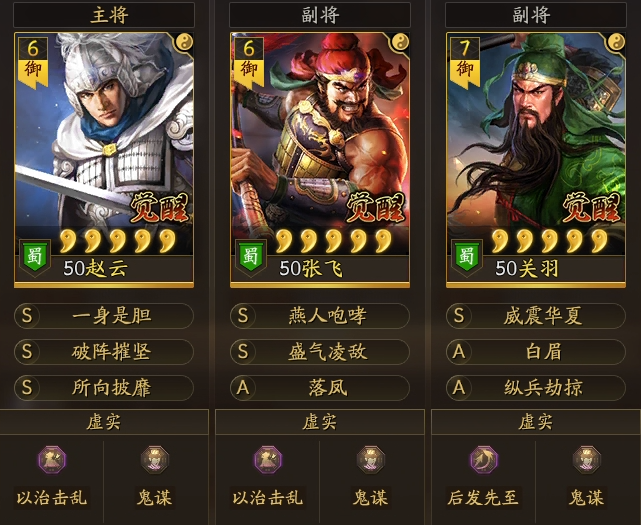 主将
副将
副将
6
御
6
御
7
御
觉醒
觉醒
觉醒
蜀
50赵云
蜀
50张飞
蜀
50关羽
S 一身是胆
S 燕人咆哮
S 威震华夏
S 破阵摧坚
S 盛气凌敌
A 白眉
S 所向披靡
A 落凤
A 纵兵劫掠
虚实
虚实
虚实
以治击乱
鬼谋
以治击乱
鬼谋
后发先至
鬼谋